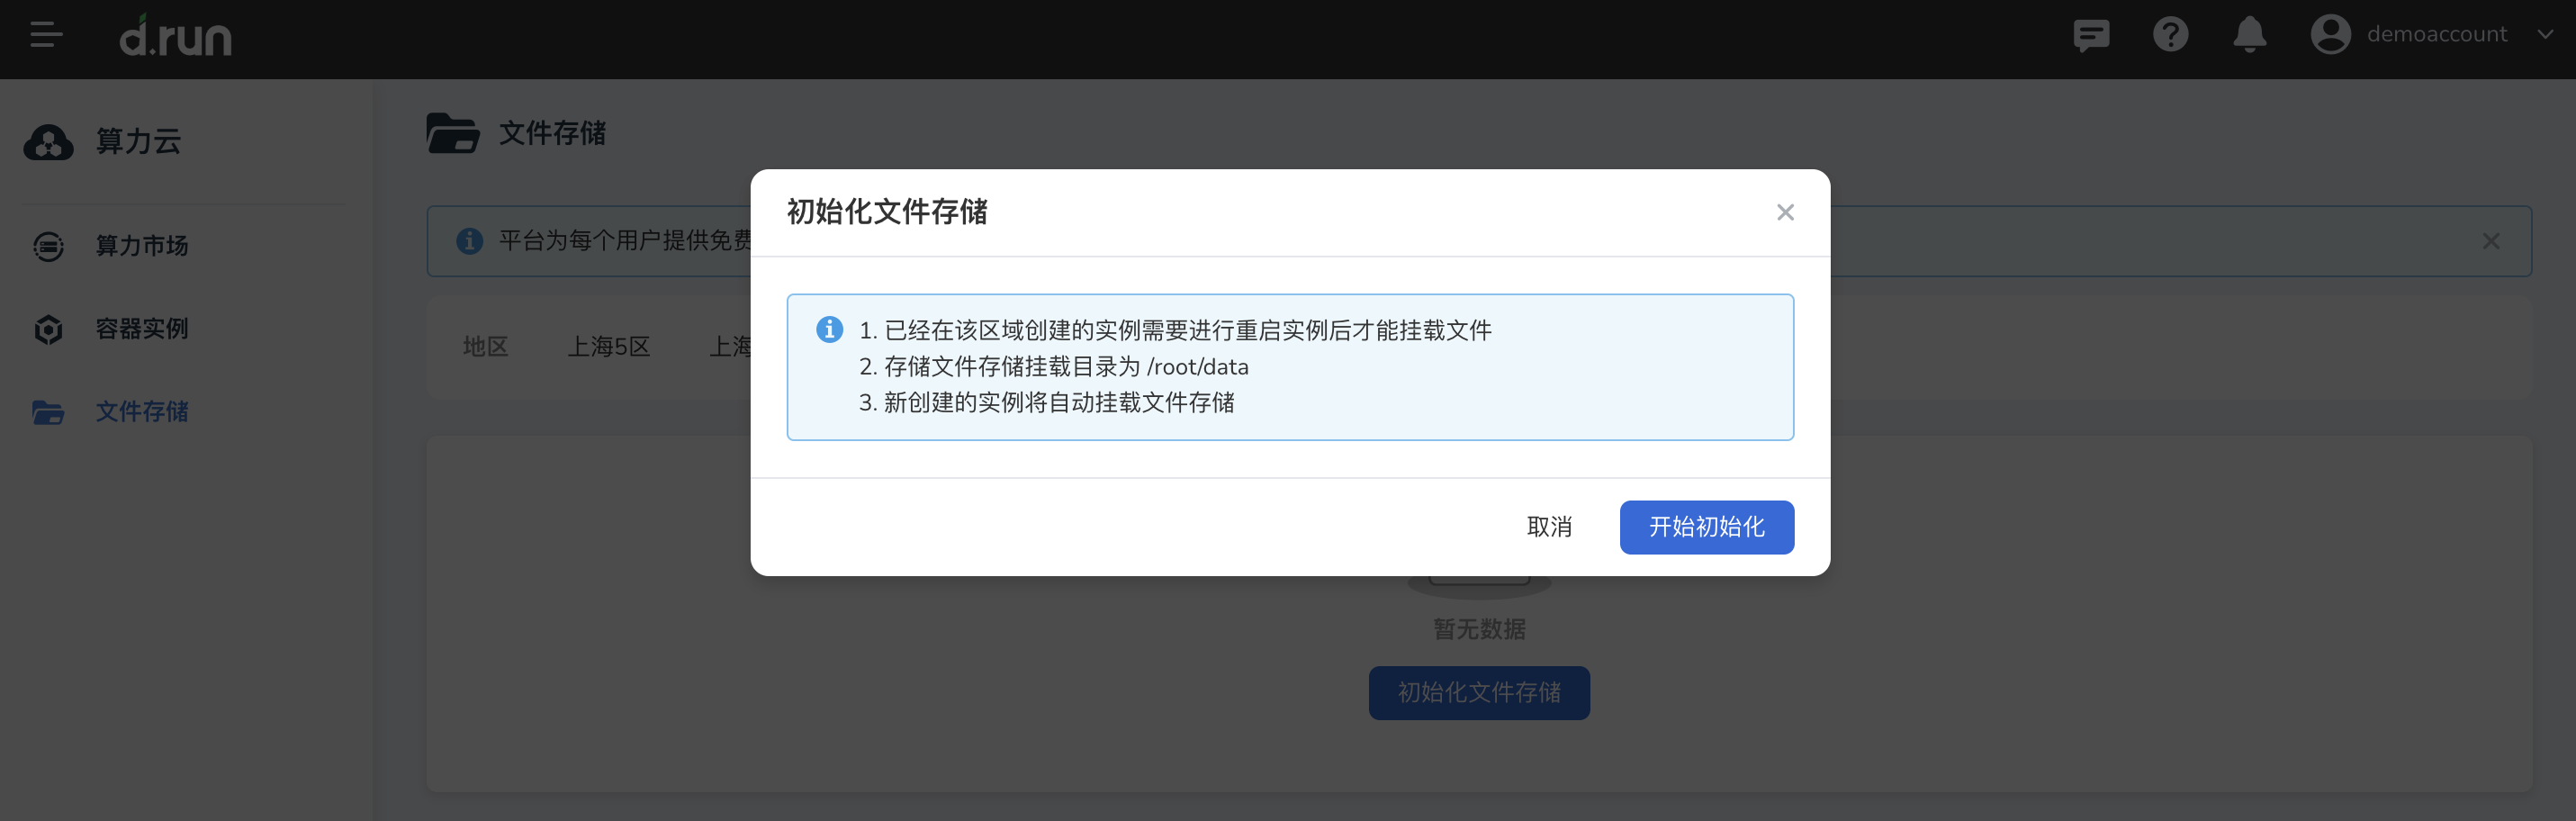 d.run
demoaccount
算力云
算力市场
容器实例
文件存储
文件存储
平台为每个用户提供免费
地区
上海5区
上海
初始化文件存储
1. 已经在该区域创建的实例需要进行重启实例后才能挂载文件
2. 存储文件存储挂载目录为 /root/data
3. 新创建的实例将自动挂载文件存储
取消
开始初始化
暂无数据
初始化文件存储